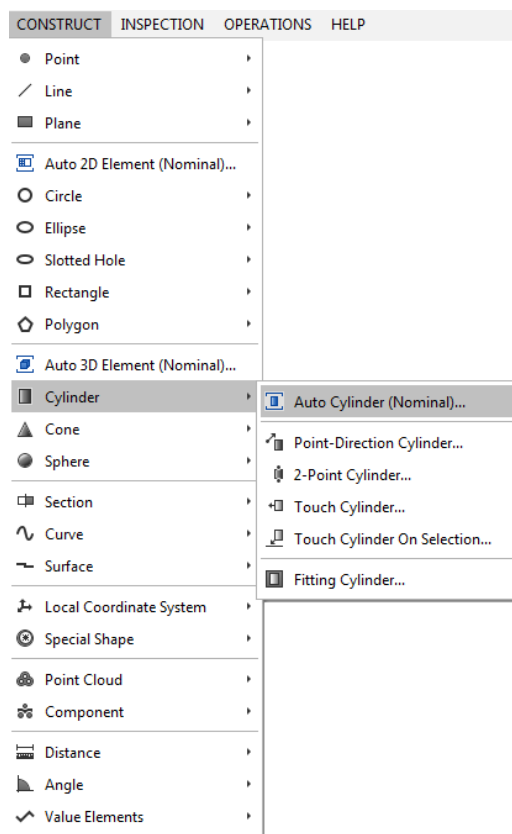 CONSTRUCT INSPECTION OPERATIONS HELP
Point
Line
Plane
Auto 2D Element (Nominal)...
Circle
Ellipse
Slotted Hole
Rectangle
Polygon
Auto 3D Element (Nominal)...
Cylinder
Cone
Sphere
Section
Curve
Surface
Local Coordinate System
Special Shape
Point Cloud
Component
Distance
Angle
Value Elements
Auto Cylinder (Nominal)...
Point-Direction Cylinder...
2-Point Cylinder...
Touch Cylinder...
Touch Cylinder On Selection...
Fitting Cylinder...